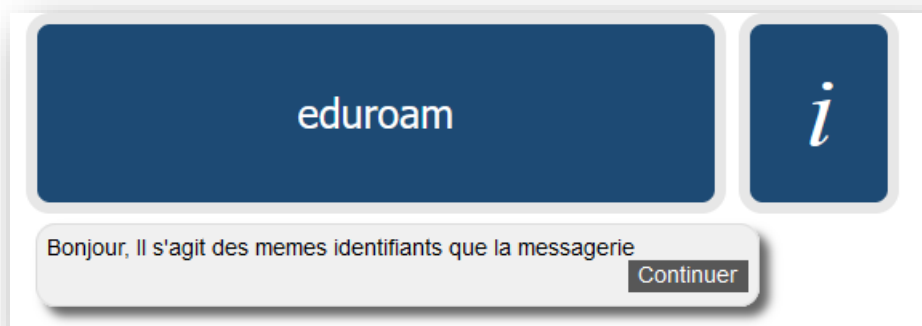 eduroam
i
Bonjour, Il s'agit des memes identifiants que la messagerie
Continuer